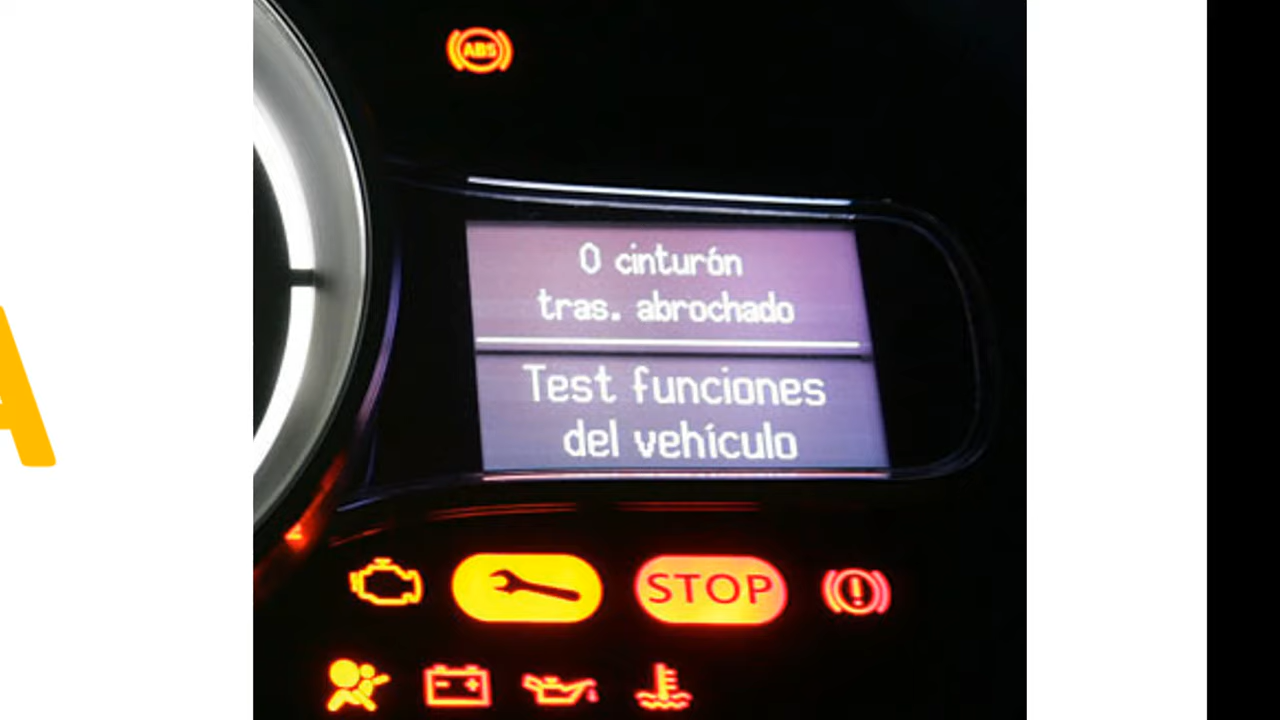 A
ABS
0 cinturón
tras. abrochado
Test funciones
del vehículo
STOP